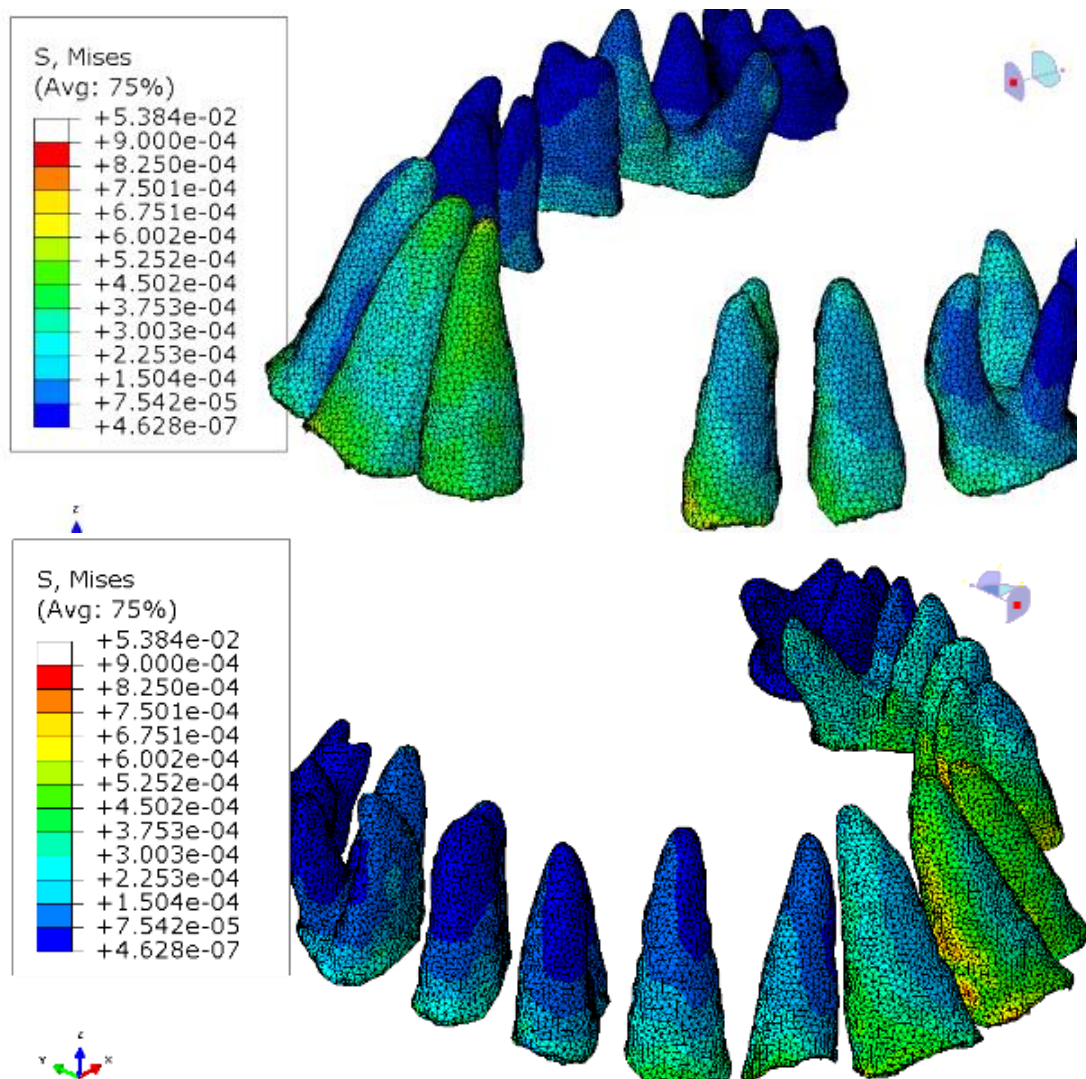 S, Mises
(Avg: 75%)
+5.384e-02
+9.000e-04
+8.250e-04
+7.501e-04
+6.751e-04
+6.002e-04
+5.252e-04
+4.502e-04
+3.753e-04
+3.003e-04
+2.253e-04
+1.504e-04
+7.542e-05
+4.628e-07
z
S, Mises
(Avg: 75%)
+5.384e-02
+9.000e-04
+8.250e-04
+7.501e-04
+6.751e-04
+6.002e-04
+5.252e-04
+4.502e-04
+3.753e-04
+3.003e-04
+2.253e-04
+1.504e-04
+7.542e-05
+4.628e-07
z
Y X